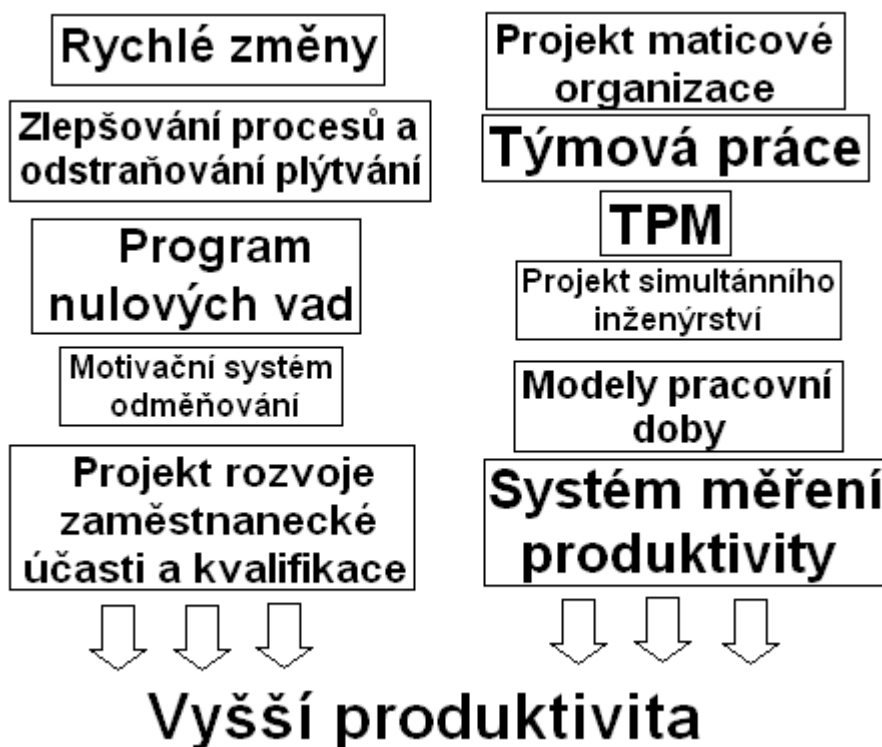 Rychlé změny
Zlepšování procesů a
odstraňování plýtvání
Program
nulových vad
Motivační systém
odměňování
Projekt rozvoje
zaměstnanecké
účasti a kvalifikace
Projekt maticové
organizace
Týmová práce
TPM
Projekt simultánního
inženýrství
Modely pracovní
doby
Systém měření
produktivity
Vyšší produktivita